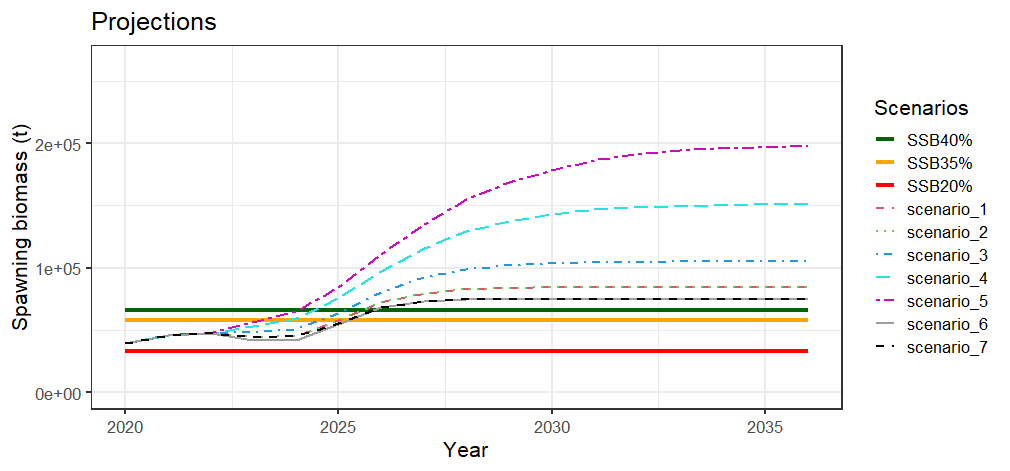 Projections
Spawning biomass (t)
2e+05
1e+05
0e+00
2020
2025
2030
2035
Year
Scenarios
SSB40%
SSB35%
SSB20%
scenario_1
scenario_2
scenario_3
scenario_4
scenario_5
scenario_6
scenario_7